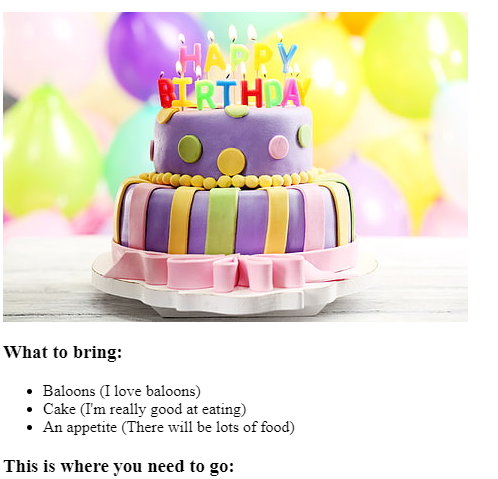 HAPPY
BIRTHDAY
What to bring:
Baloons (I love baloons)
Cake (I'm really good at eating)
An appetite (There will be lots of food)
This is where you need to go: